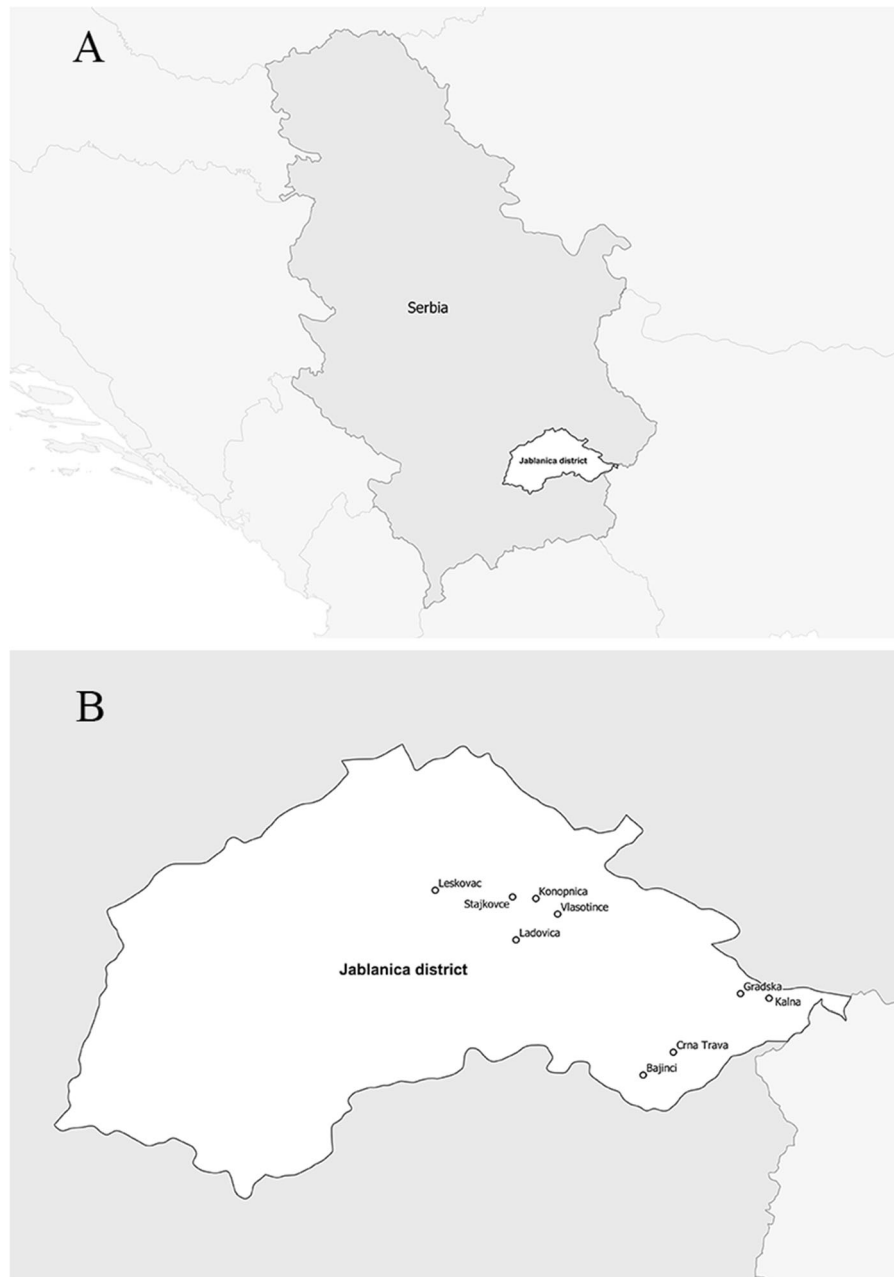 A
Serbia
Jablanica district
B
Leskovac
Konopnica
Stajkovce
Vlasotince
Ladovica
Jablanica district
Gradska
Kalna
Crna Trava
Bajinci